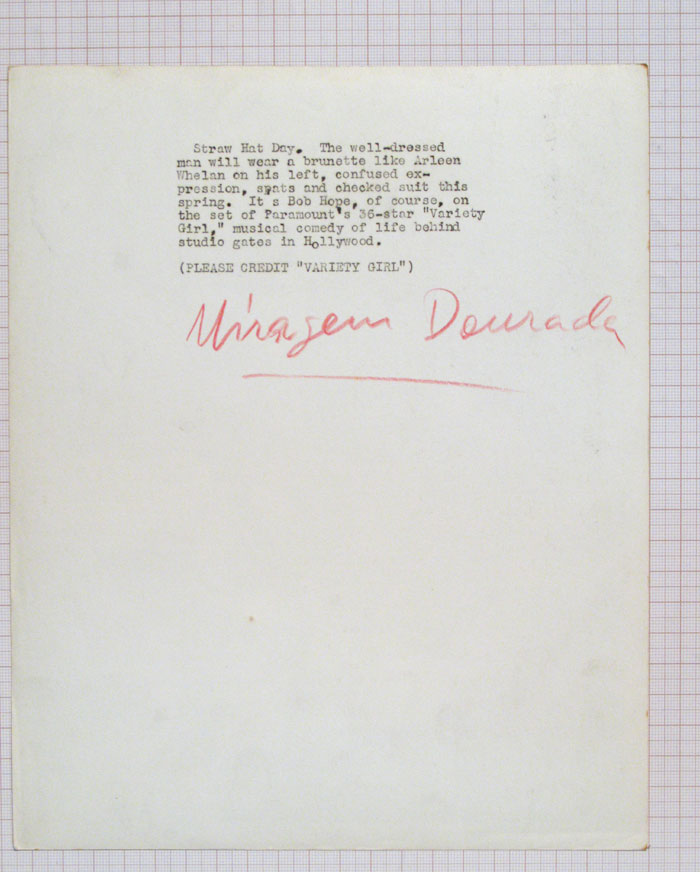 Straw Hat Day. The well-dressed
man will wear a brunette like Arleen
Whelan on his left, confused ex-
pression, spats and checked suit this
spring. It s Bob Hope, of course, on
the set of Paramount's 36-star "Variety
Girl," musical comedy of life behind
studio gates in Hollywood.
(PLEASE CREDIT "VARIETY GIRL")
Miragem Dourada